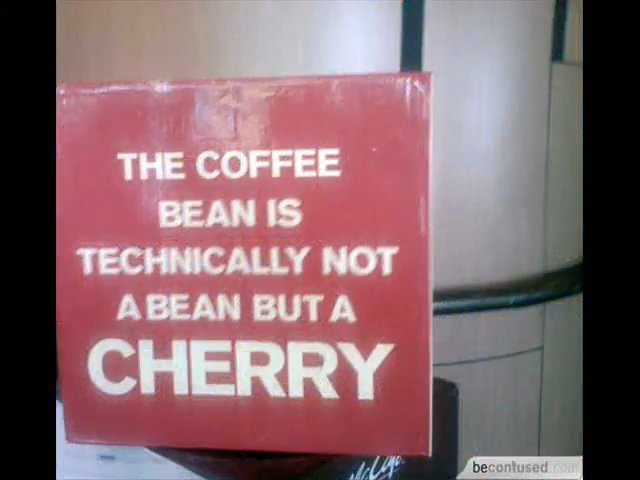 THE COFFEE
BEAN IS
TECHNICALLY NOT
A BEAN BUT A
CHERRY
beconfused.com